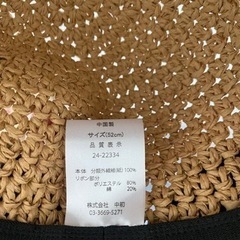 中国製
サイズ(52cm)
品質表示
24-22334
本体 分類外繊維(紙) 100%
リボン部分
ポリエステル 80%
綿 20%
株式会社 中初
03-3669-5271